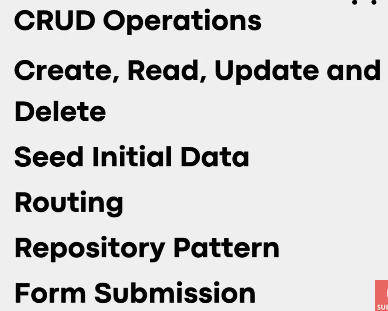 CRUD Operations
Create, Read, Update and
Delete
Seed Initial Data
Routing
Repository Pattern
Form Submission